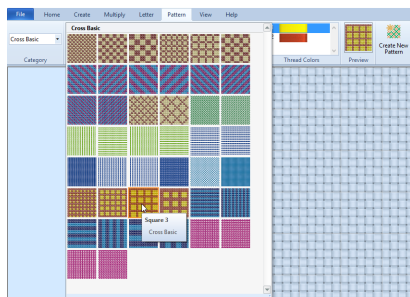 File Home Create Multiply Letter Pattern View Help
Cross Basic
Cross Basic
Category
Thread Colors
Preview
Create New
Pattern
Square 3
Cross Basic